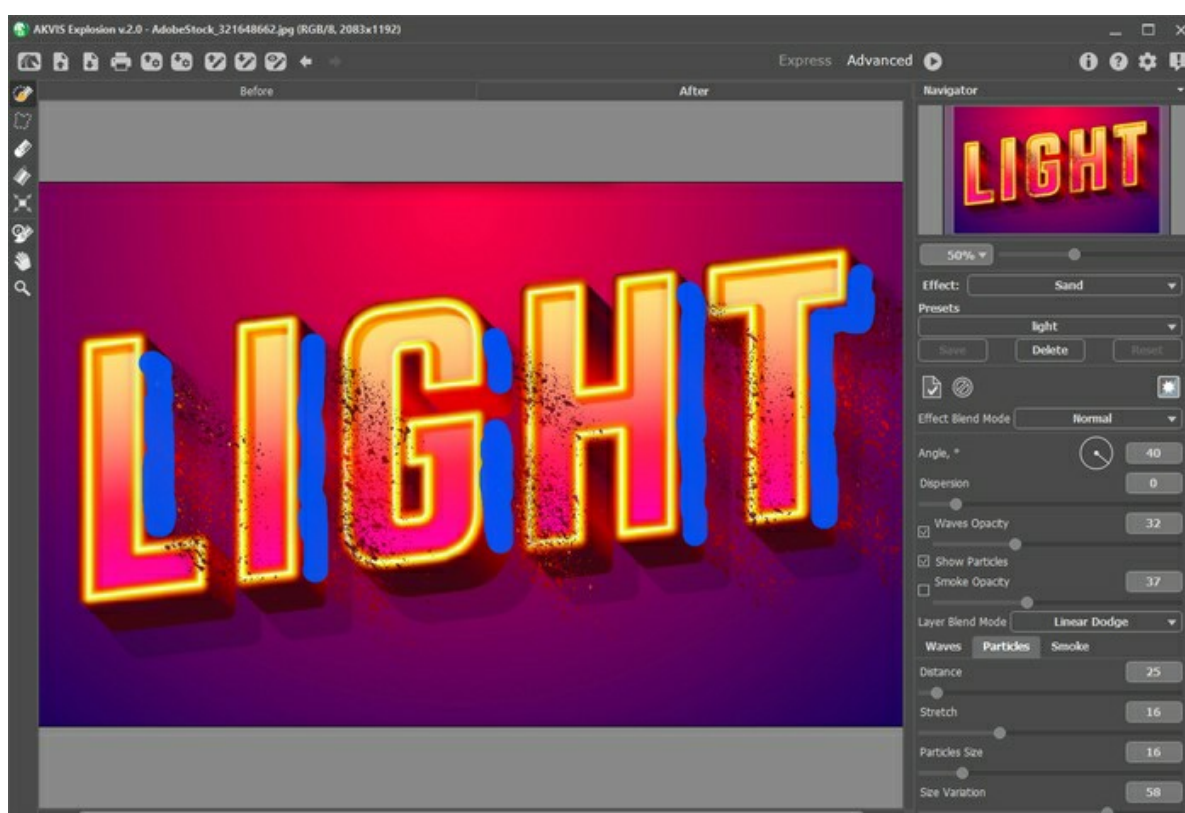 AKVIS Explosion v.2.0 - AdobeStock_321648662.jpg (RGB/8, 2083x1192)
Express Advanced
Before After
Navigator
LIGHT
LIGHT
50%
Effect: Sand
Presets
light
Save Delete Reset
Effect Blend Mode Normal
Angle, ° 40
Dispersion 0
Waves Opacity 32
Show Particles
Smoke Opacity 37
Layer Blend Mode Linear Dodge
Waves Particles Smoke
Distance 25
Stretch 16
Particles Size 16
Size Variation 58